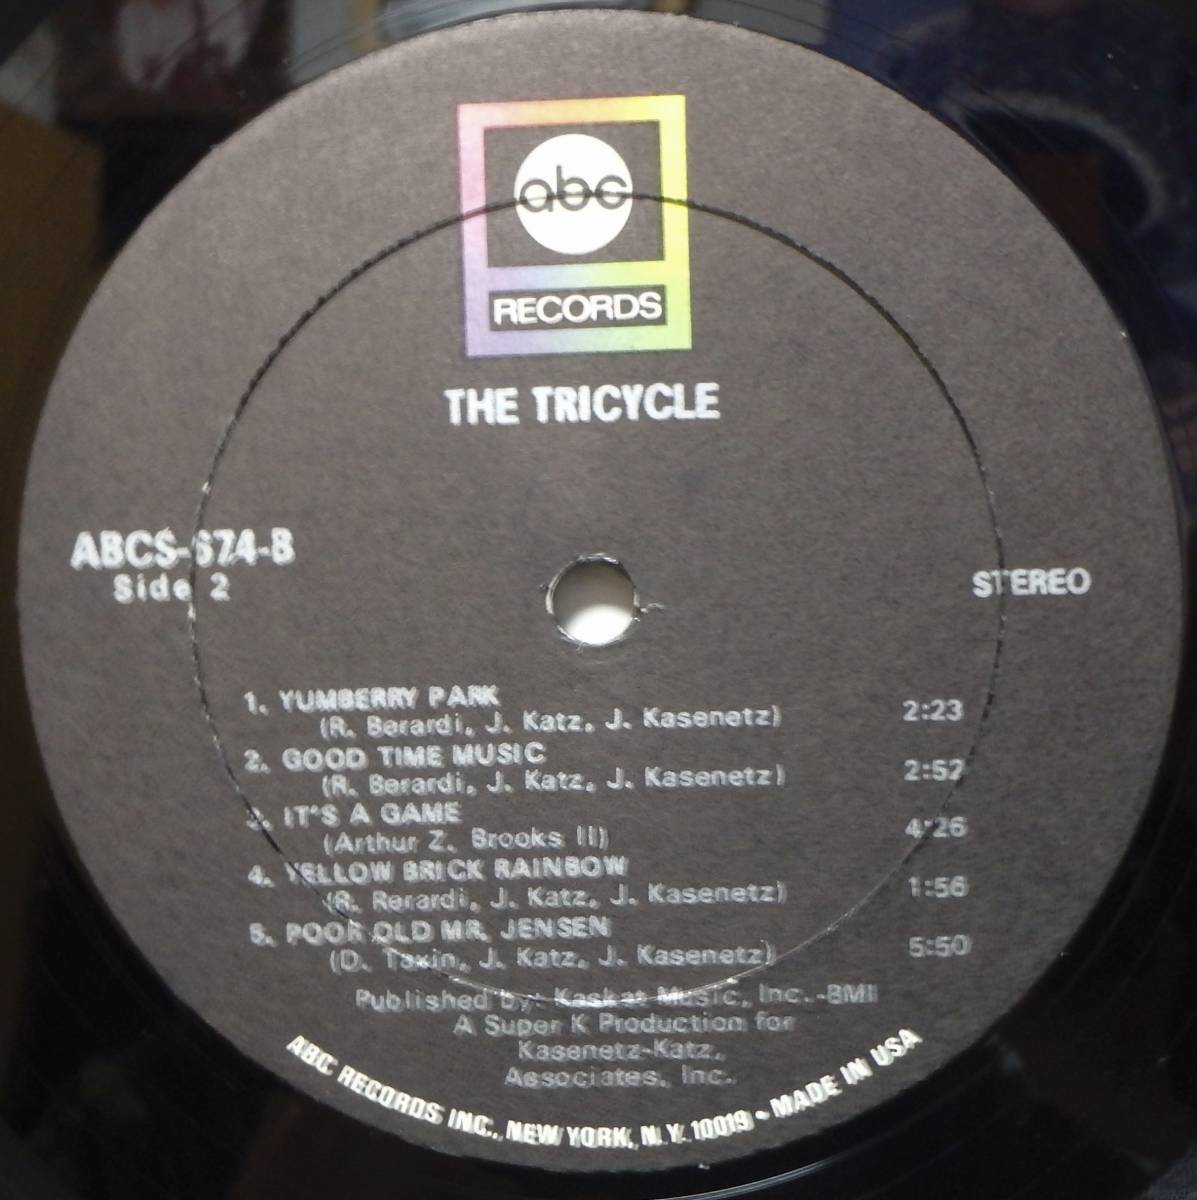 abc
RECORDS
THE TRICYCLE
ABCS-674-B
Side 2
STEREO
1. YUMBERRY PARK
(R. Berardi, J. Katz, J. Kasenetz) 2:23
2. GOOD TIME MUSIC
(R. Berardi, J. Katz, J. Kasenetz) 2:52
3. IT'S A GAME
(Arthur Z. Brooks II) 4:26
4. YELLOW BRICK RAINBOW
(R. Rerardi, J. Katz, J. Kasenetz) 1:56
5. POOR OLD MR. JENSEN
(D. Taxin, J. Katz, J. Kasenetz) 5:50
Published by: Kaskat Music, Inc.-BMI
A Super K Production for
Kasenetz-Katz,
Associates, Inc.
ABC RECORDS INC., NEW YORK, N.Y. 10019 • MADE IN USA